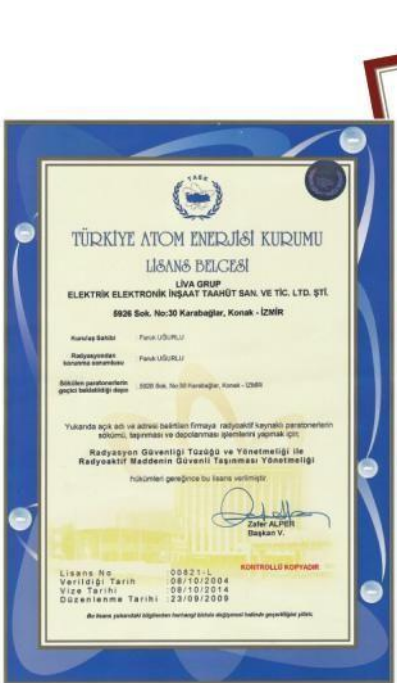 TAEK
TÜRKİYE ATOM ENERJİSİ KURUMU
LİSANS BELGESİ
LİVA GRUP
ELEKTRİK ELEKTRONİK İNŞAAT TAAHÜT SAN. VE TİC. LTD. ŞTİ.
5926 Sok. No:30 Karabağlar, Konak - İZMİR
Kuruluş Sahibi : Faruk UĞURLU
Radyasyondan korunma sorumlusu : Faruk UĞURLU
Sökülen paratonerlerin
geçici bekletildiği depo : 5926 Sok. No:30 Karabağlar, Konak - İZMİR
Yukarıda açık adı ve adresi belirtilen firmaya radyoaktif kaynaklı paratonerlerin
sökümü, taşınması ve depolanması işlemlerini yapmak için;
Radyasyon Güvenliği Tüzüğü ve Yönetmeliği ile
Radyoaktif Maddenin Güvenli Taşınması Yönetmeliği
hükümleri gereğince bu lisans verilmiştir.
Zafer ALPER
Başkan V.
KONTROLLÜ KOPYADIR
Lisans No : 00821-L
Verildiği Tarih : 08/10/2004
Vize Tarihi : 08/10/2014
Düzenlenme Tarihi : 23/09/2009
Bu lisans yukarıdaki bilgilerden herhangi birinin değişmesi halinde geçerliliğini yitirir.